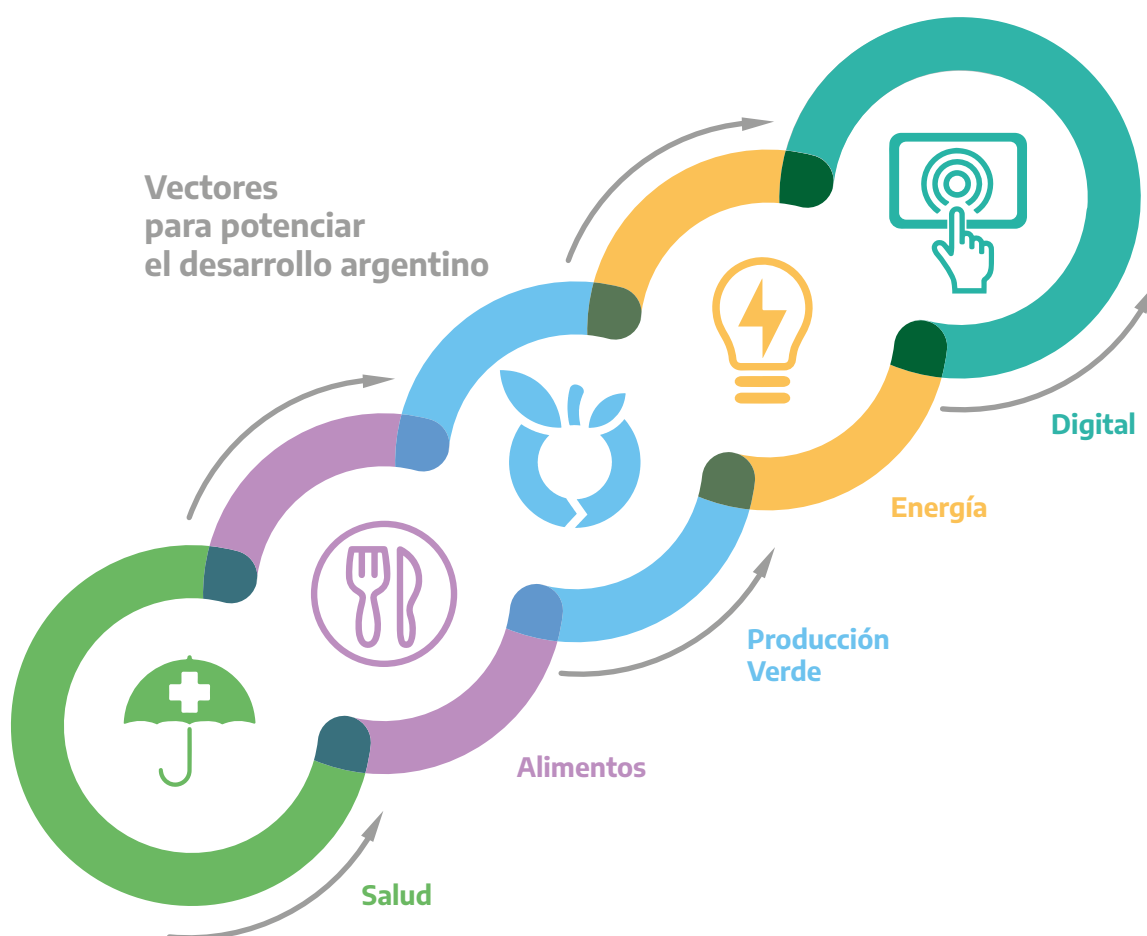 Vectores
para potenciar
el desarrollo argentino
Digital
Energía
Producción
Verde
Alimentos
Salud